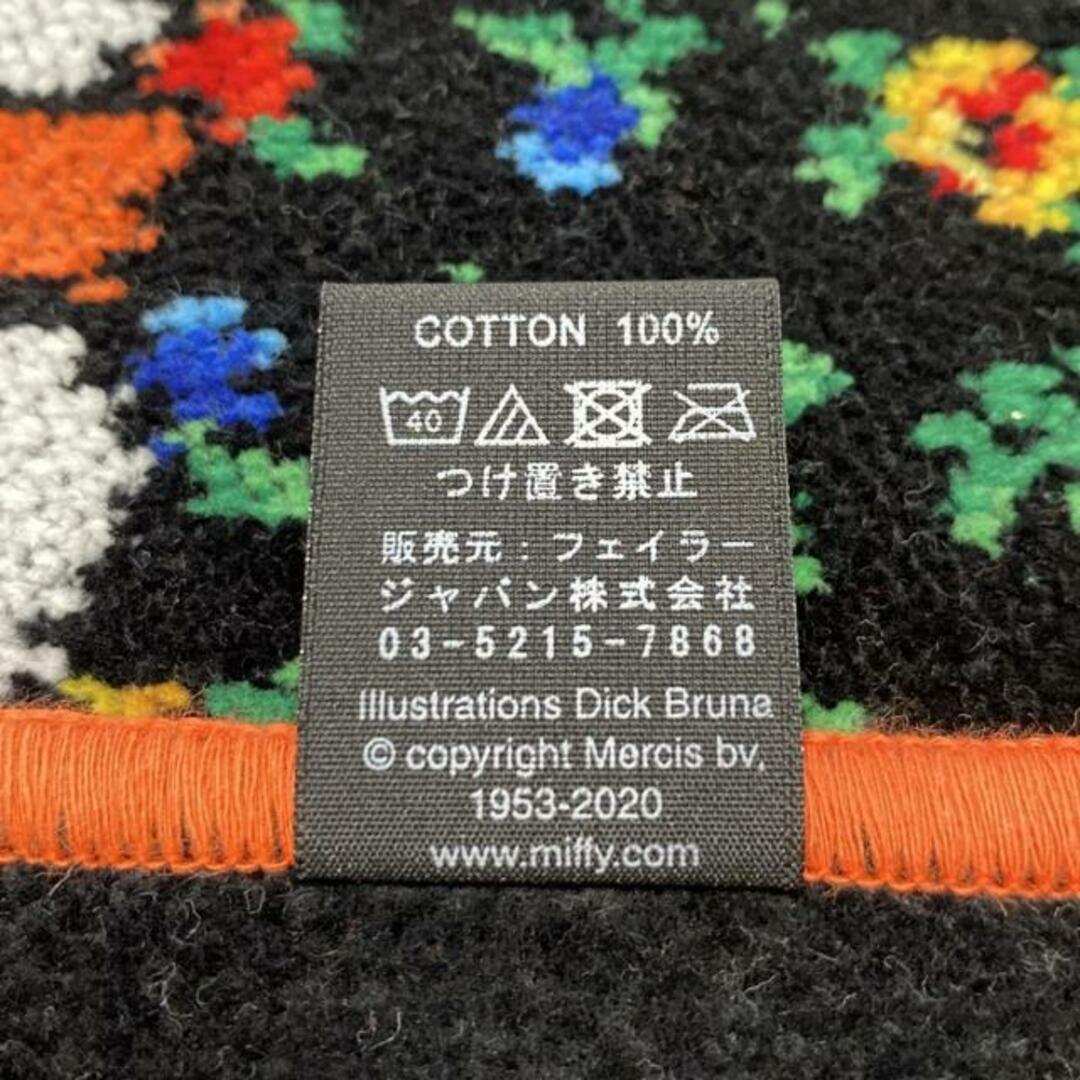 COTTON 100%
40
つけ置き禁止
販売元：フェイラー
ジャパン株式会社
03-5215-7868
Illustrations Dick Bruna
© copyright Mercis bv,
1953-2020
www.miffy.com